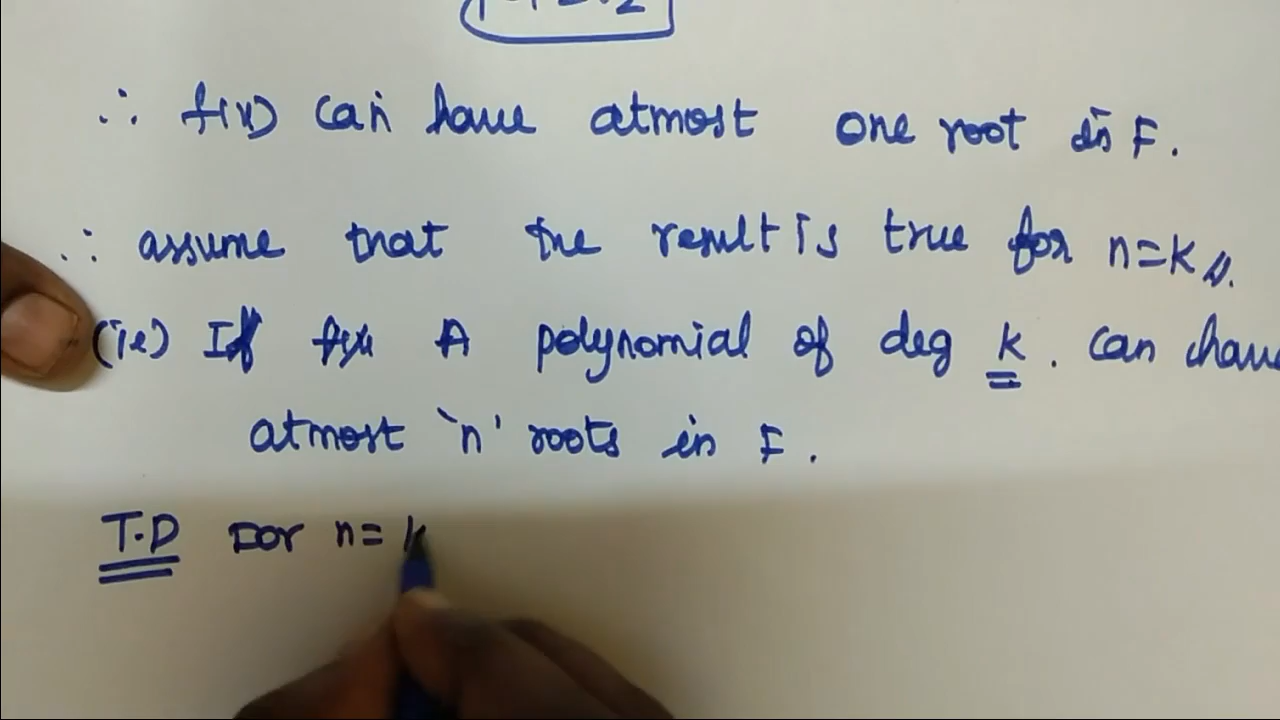 ∴ f(x) can have atmost one root in F.
∴ assume that the result is true for n=k
(ie) If A polynomial of deg k. can have
atmost 'n' roots in F.
T.P For n= k